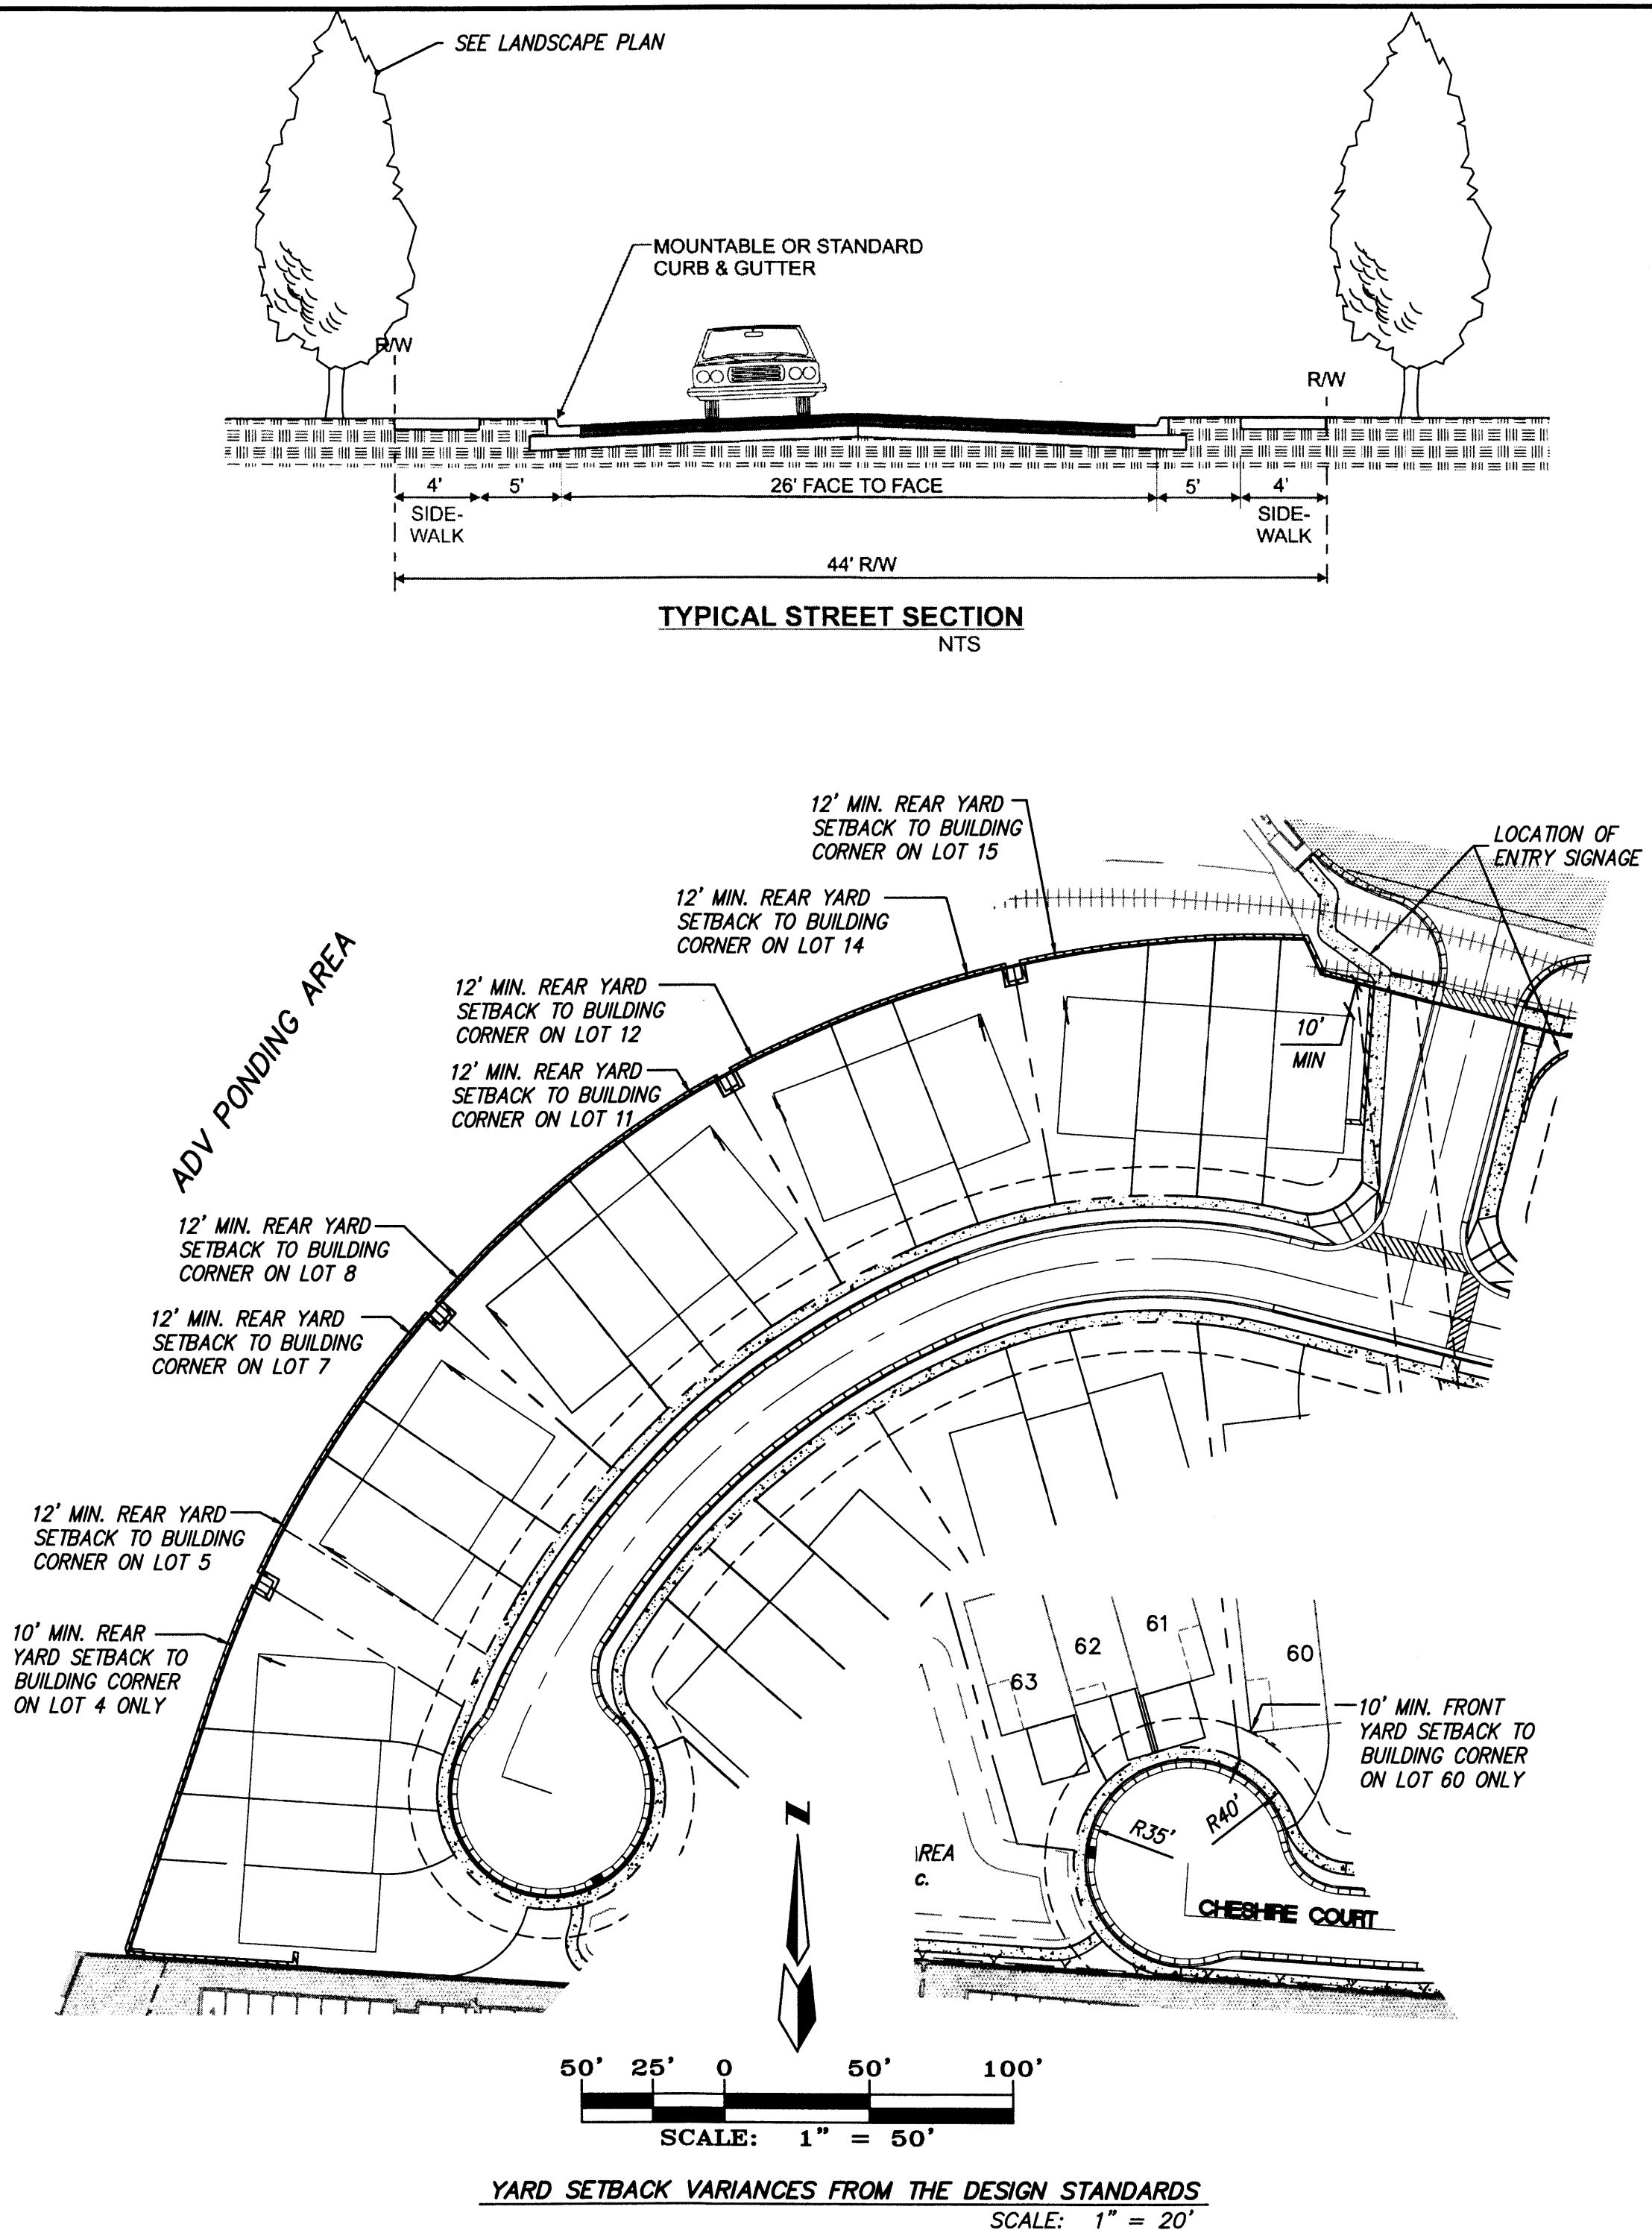 SEE LANDSCAPE PLAN
MOUNTABLE OR STANDARD
CURB & GUTTER
R/W
R/W
4'
5'
26' FACE TO FACE
5'
4'
SIDE-
WALK
SIDE-
WALK
44' R/W
TYPICAL STREET SECTION
NTS
12' MIN. REAR YARD
SETBACK TO BUILDING
CORNER ON LOT 15
LOCATION OF
ENTRY SIGNAGE
12' MIN. REAR YARD
SETBACK TO BUILDING
CORNER ON LOT 14
ADV PONDING AREA
12' MIN. REAR YARD
SETBACK TO BUILDING
CORNER ON LOT 12
10'
MIN
12' MIN. REAR YARD
SETBACK TO BUILDING
CORNER ON LOT 11
12' MIN. REAR YARD
SETBACK TO BUILDING
CORNER ON LOT 8
12' MIN. REAR YARD
SETBACK TO BUILDING
CORNER ON LOT 7
12' MIN. REAR YARD
SETBACK TO BUILDING
CORNER ON LOT 5
10' MIN. REAR
YARD SETBACK TO
BUILDING CORNER
ON LOT 4 ONLY
61
62
60
63
10' MIN. FRONT
YARD SETBACK TO
BUILDING CORNER
ON LOT 60 ONLY
R35'
R40'
REA
C.
CHESHIRE COURT
N
50' 25' 0 50' 100'
SCALE: 1" = 50'
YARD SETBACK VARIANCES FROM THE DESIGN STANDARDS
SCALE: 1" = 20'